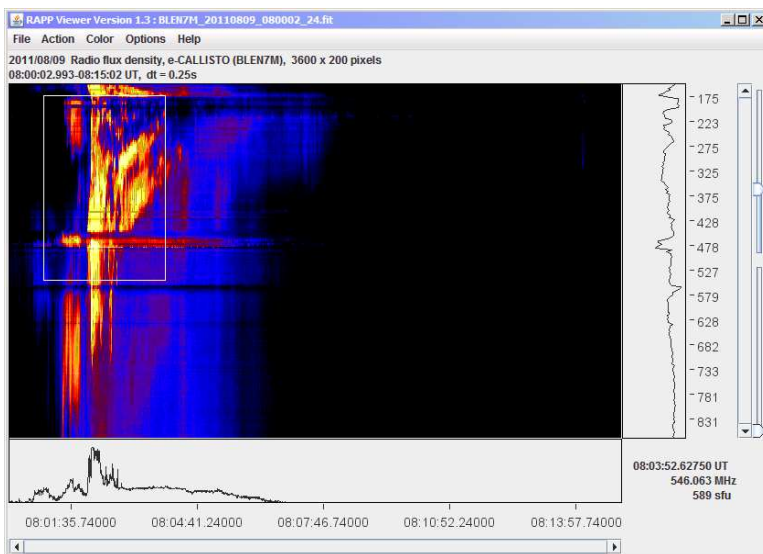 RAPP Viewer Version 1.3 : BLEN7M_20110809_080002_24.fit
File Action Color Options Help
2011/08/09 Radio flux density, e-CALLISTO (BLEN7M), 3600 x 200 pixels
08:00:02.993-08:15:02 UT, dt = 0.25s
175
223
275
325
375
428
478
527
579
628
682
733
781
831
08:03:52.62750 UT
546.063 MHz
589 sfu
08:01:35.74000 08:04:41.24000 08:07:46.74000 08:10:52.24000 08:13:57.74000